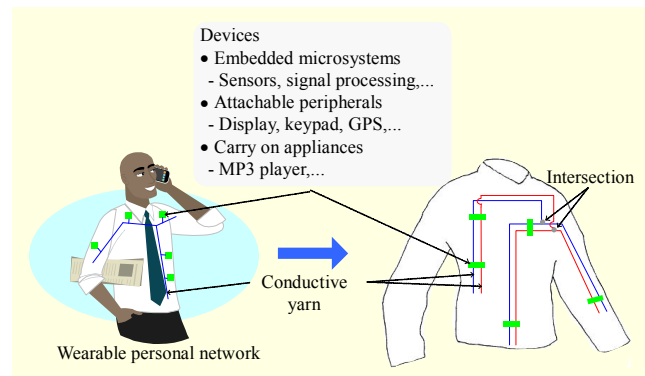 Devices
• Embedded microsystems
- Sensors, signal processing,...
• Attachable peripherals
- Display, keypad, GPS,...
• Carry on appliances
- MP3 player,...
Intersection
Conductive
yarn
Wearable personal network